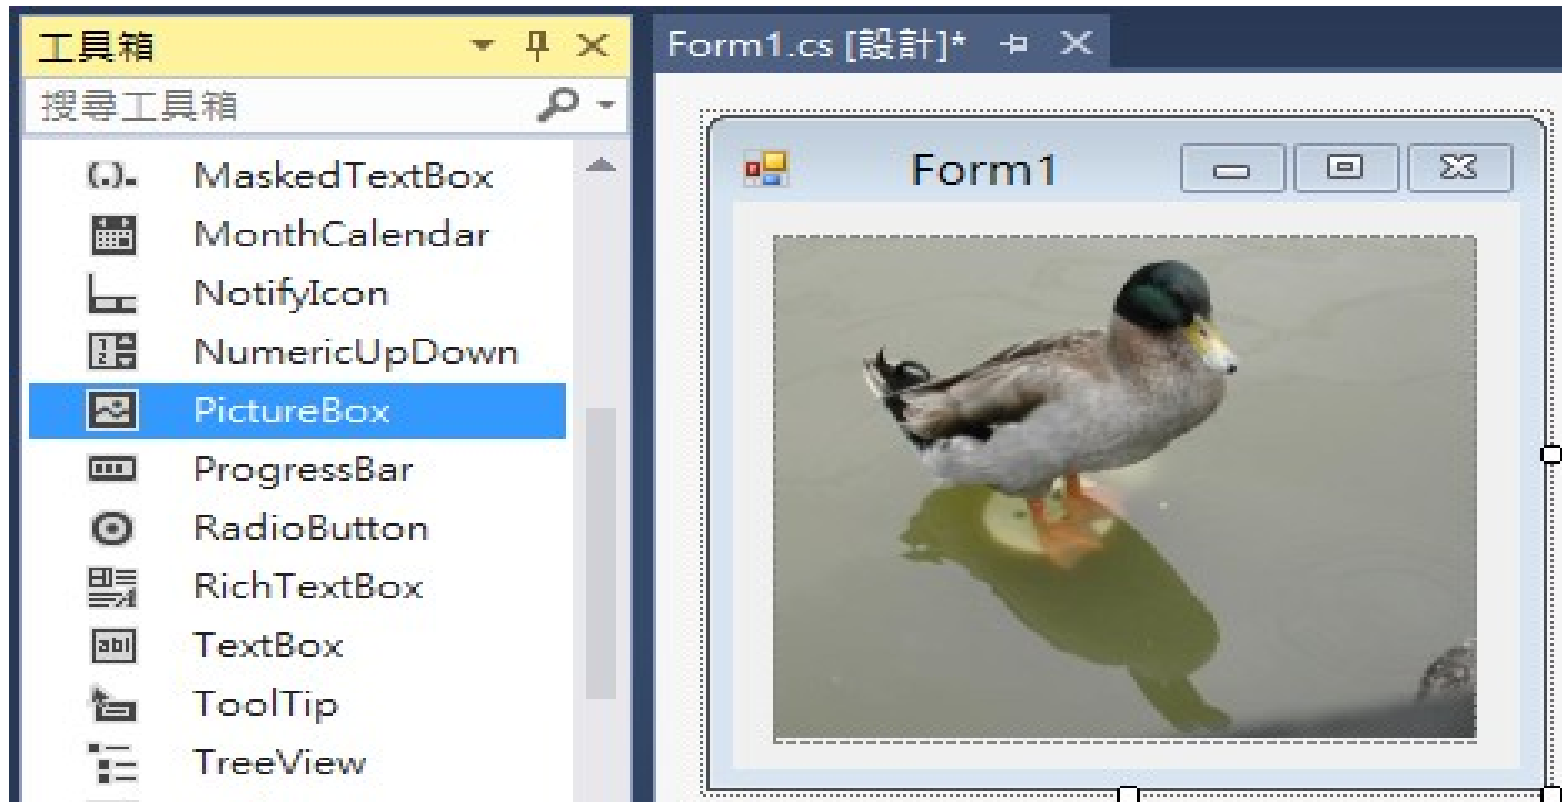 工具箱
搜尋工具箱
MaskedTextBox
MonthCalendar
NotifyIcon
NumericUpDown
PictureBox
ProgressBar
RadioButton
RichTextBox
TextBox
ToolTip
TreeView
Form1.cs [設計]*
Form1